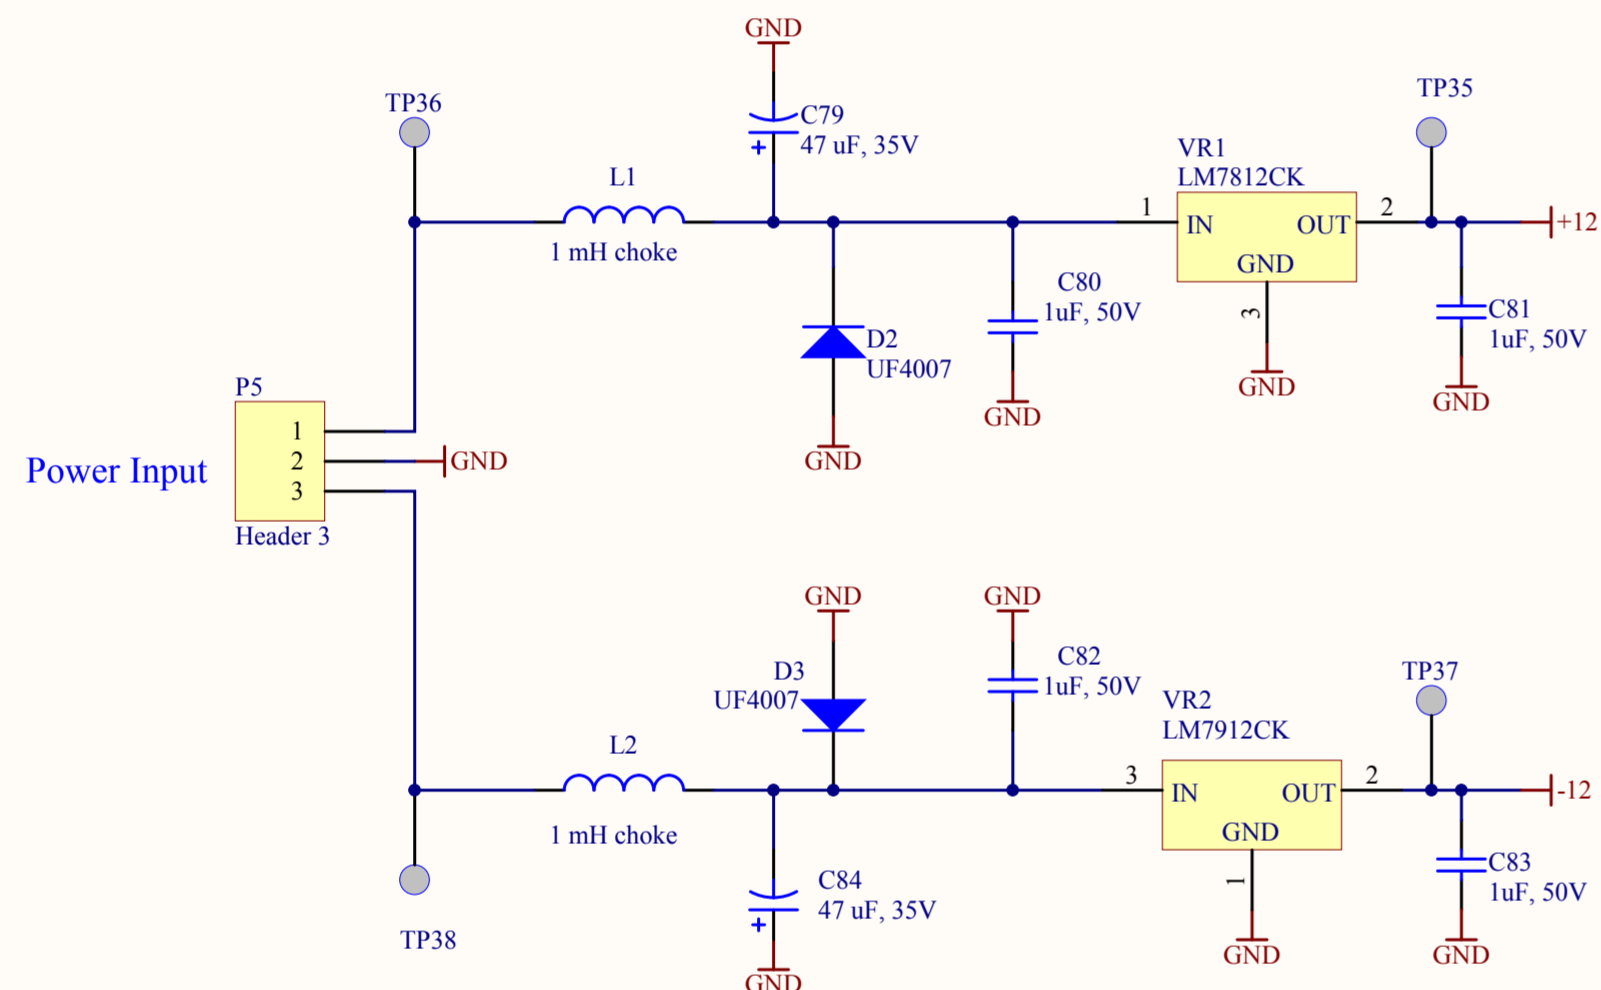 GND
TP36
C79
47 uF, 35V
+
TP35
VR1
LM7812CK
L1
1 mH choke
1
IN
OUT
2
GND
3
GND
+12
C80
1uF, 50V
GND
D2
UF4007
GND
C81
1uF, 50V
GND
P5
1
2
3
GND
Power Input
Header 3
GND
GND
D3
UF4007
C82
1uF, 50V
TP37
VR2
LM7912CK
L2
1 mH choke
3
IN
OUT
2
GND
1
GND
-12
C84
47 uF, 35V
+
GND
C83
1uF, 50V
GND
TP38